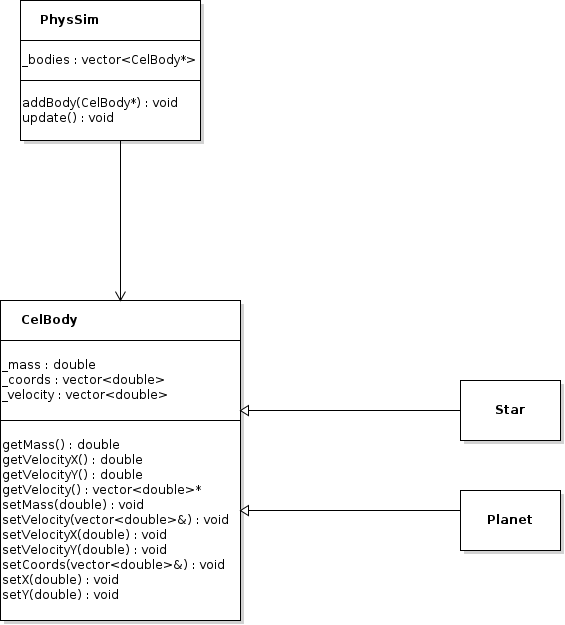 PhysSim
_bodies : vector<CelBody*>
addBody(CelBody*) : void
update() : void
CelBody
_mass : double
_coords : vector<double>
_velocity : vector<double>
getMass() : double
getVelocityX() : double
getVelocityY() : double
getVelocity() : vector<double>*
setMass(double) : void
setVelocity(vector<double>&) : void
setVelocityX(double) : void
setVelocityY(double) : void
setCoords(vector<double>&) : void
setX(double) : void
setY(double) : void
Star
Planet